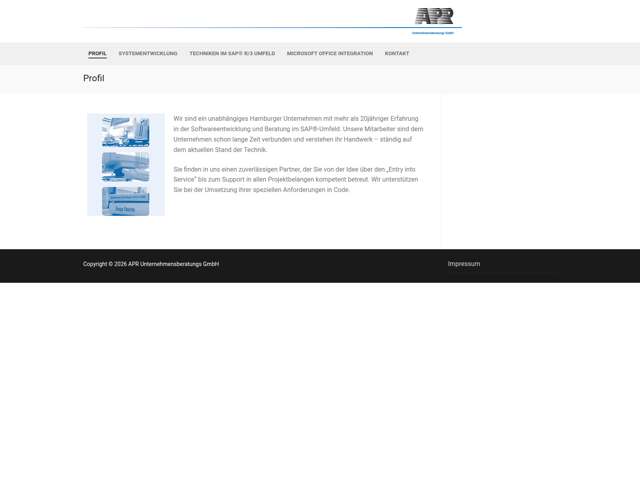 APR
Unternehmensberatungs GmbH
PROFIL
SYSTEMENTWICKLUNG
TECHNIKEN IM SAP® R/3 UMFELD
MICROSOFT OFFICE INTEGRATION
KONTAKT
Profil
Wir sind ein unabhängiges Hamburger Unternehmen mit mehr als 20jähriger Erfahrung
in der Softwareentwicklung und Beratung im SAP®-Umfeld. Unsere Mitarbeiter sind dem
Unternehmen schon lange Zeit verbunden und verstehen ihr Handwerk – ständig auf
dem aktuellen Stand der Technik.
Sie finden in uns einen zuverlässigen Partner, der Sie von der Idee über den „Entry into
Service“ bis zum Support in allen Projektbelangen kompetent betreut. Wir unterstützen
Sie bei der Umsetzung ihrer speziellen Anforderungen in Code.
Copyright © 2026 APR Unternehmensberatungs GmbH
Impressum